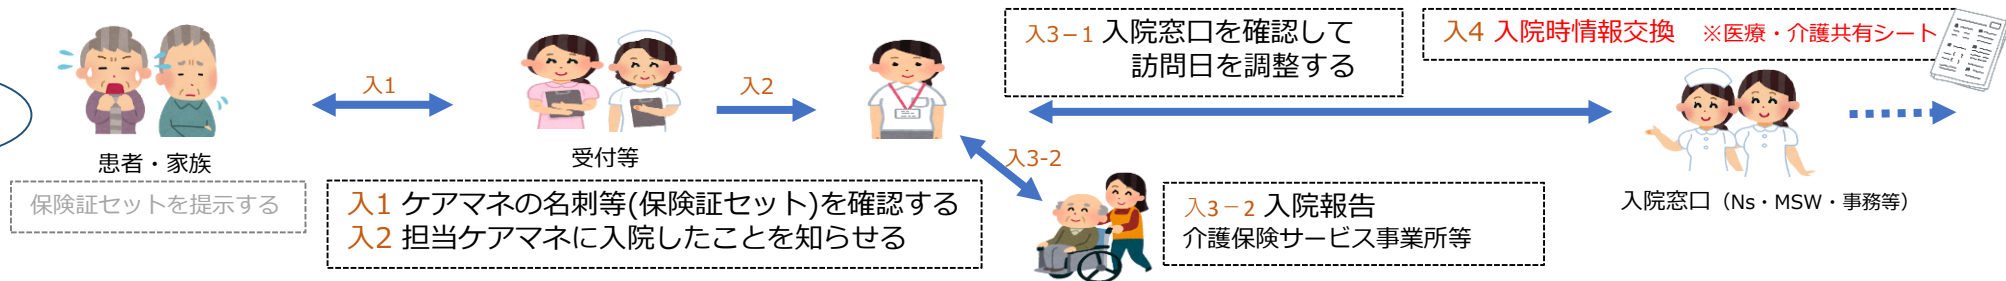 患者・家族
保険証セットを提示する
入1
受付等
入1 ケアマネの名刺等(保険証セット)を確認する
入2 担当ケアマネに入院したことを知らせる
入2
入3－1 入院窓口を確認して
訪問日を調整する
入3-2
入3－2 入院報告
介護保険サービス事業所等
入4 入院時情報交換 ※医療・介護共有シート
入院窓口（Ns・MSW・事務等）